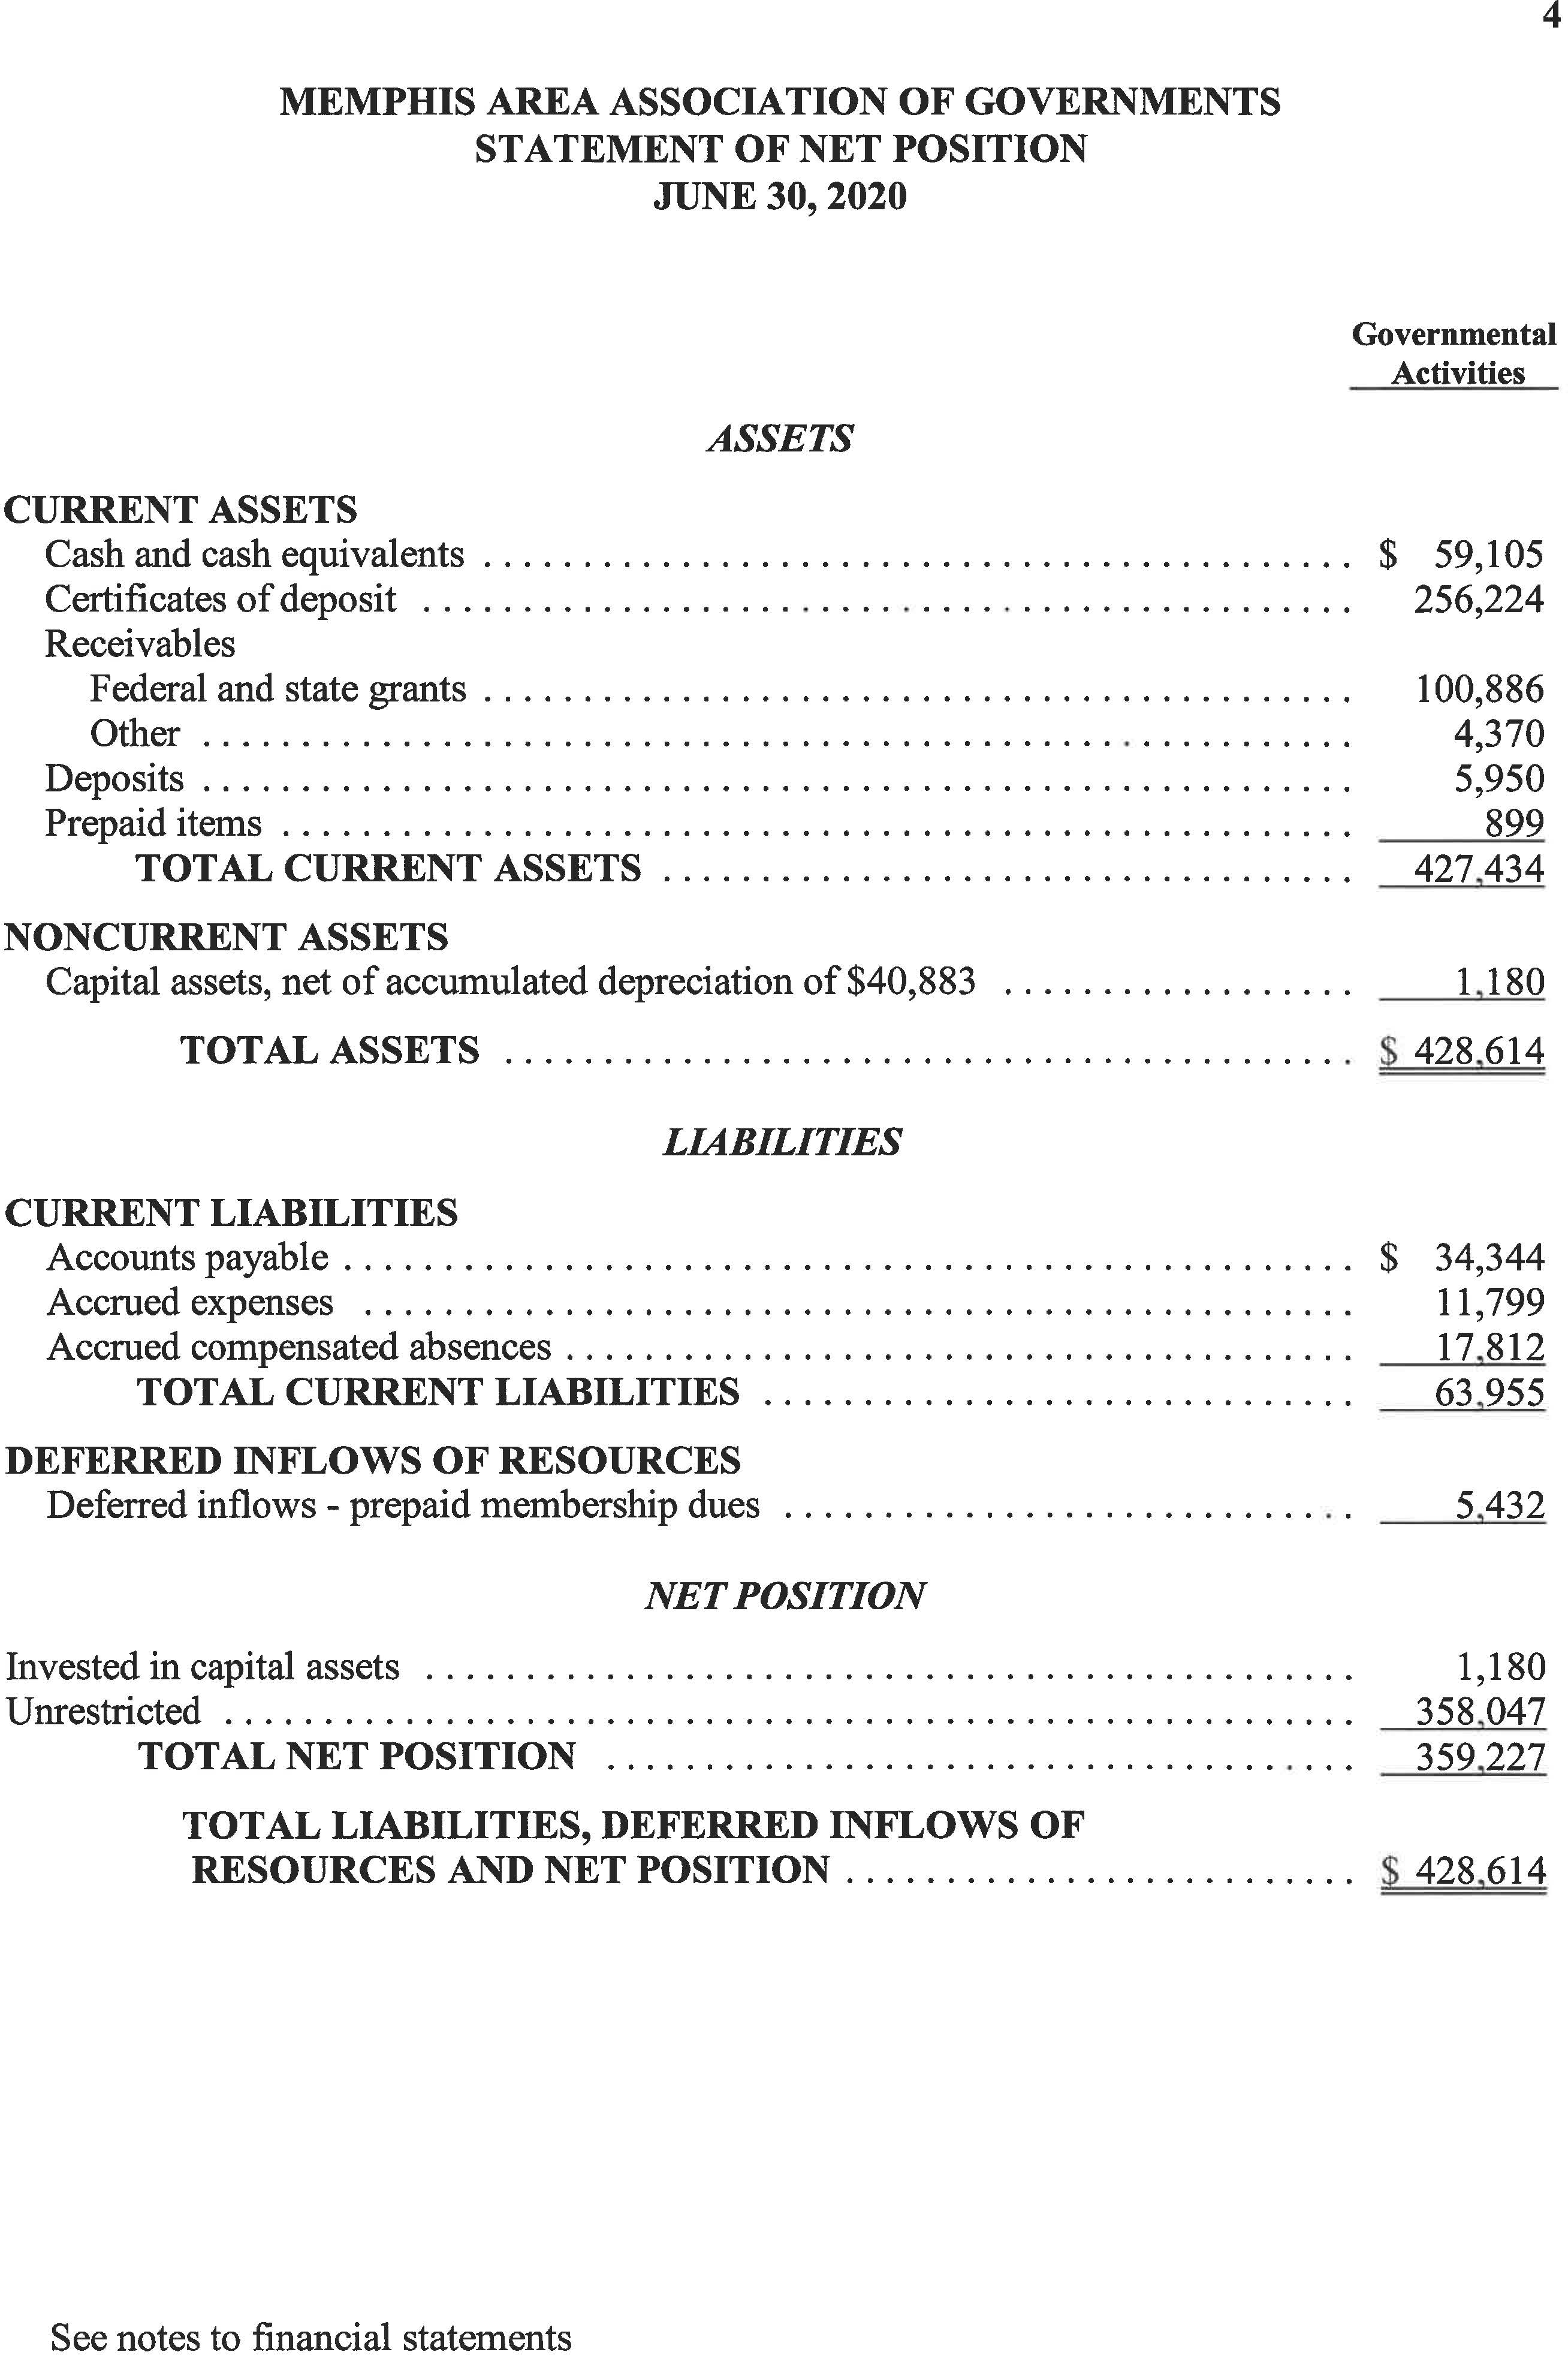 4
MEMPHIS AREA ASSOCIATION OF GOVERNMENTS
STATEMENT OF NET POSITION
JUNE 30, 2020
Governmental
Activities
ASSETS
CURRENT ASSETS
Cash and cash equivalents . . . . . . . . . . $ 59,105
Certificates of deposit . . . . . . . . . . 256,224
Receivables
Federal and state grants . . . . . . . . . . 100,886
Other . . . . . . . . . . 4,370
Deposits . . . . . . . . . . 5,950
Prepaid items . . . . . . . . . . 899
TOTAL CURRENT ASSETS . . . . . . . . . . 427,434
NONCURRENT ASSETS
Capital assets, net of accumulated depreciation of $40,883 . . . . . . . . . . 1,180
TOTAL ASSETS . . . . . . . . . . $ 428,614
LIABILITIES
CURRENT LIABILITIES
Accounts payable . . . . . . . . . . $ 34,344
Accrued expenses . . . . . . . . . . 11,799
Accrued compensated absences . . . . . . . . . . 17,812
TOTAL CURRENT LIABILITIES . . . . . . . . . . 63,955
DEFERRED INFLOWS OF RESOURCES
Deferred inflows - prepaid membership dues . . . . . . . . . . 5,432
NET POSITION
Invested in capital assets . . . . . . . . . . 1,180
Unrestricted . . . . . . . . . . 358,047
TOTAL NET POSITION . . . . . . . . . . 359,227
TOTAL LIABILITIES, DEFERRED INFLOWS OF
RESOURCES AND NET POSITION . . . . . . . . . . $ 428,614
See notes to financial statements